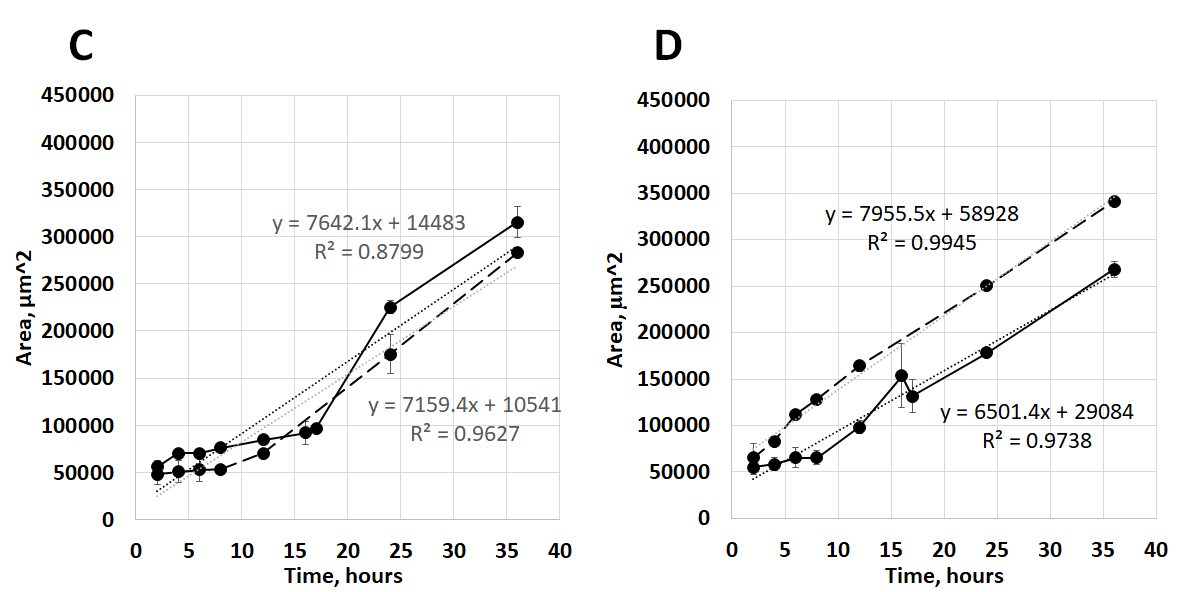 C
450000
400000
350000
300000
250000
200000
150000
100000
50000
0
Area, µm^2
y = 7642.1x + 14483
R² = 0.8799
y = 7159.4x + 10541
R² = 0.9627
0 5 10 15 20 25 30 35 40
Time, hours
D
450000
400000
350000
300000
250000
200000
150000
100000
50000
0
Area, µm^2
y = 7955.5x + 58928
R² = 0.9945
y = 6501.4x + 29084
R² = 0.9738
0 5 10 15 20 25 30 35 40
Time, hours